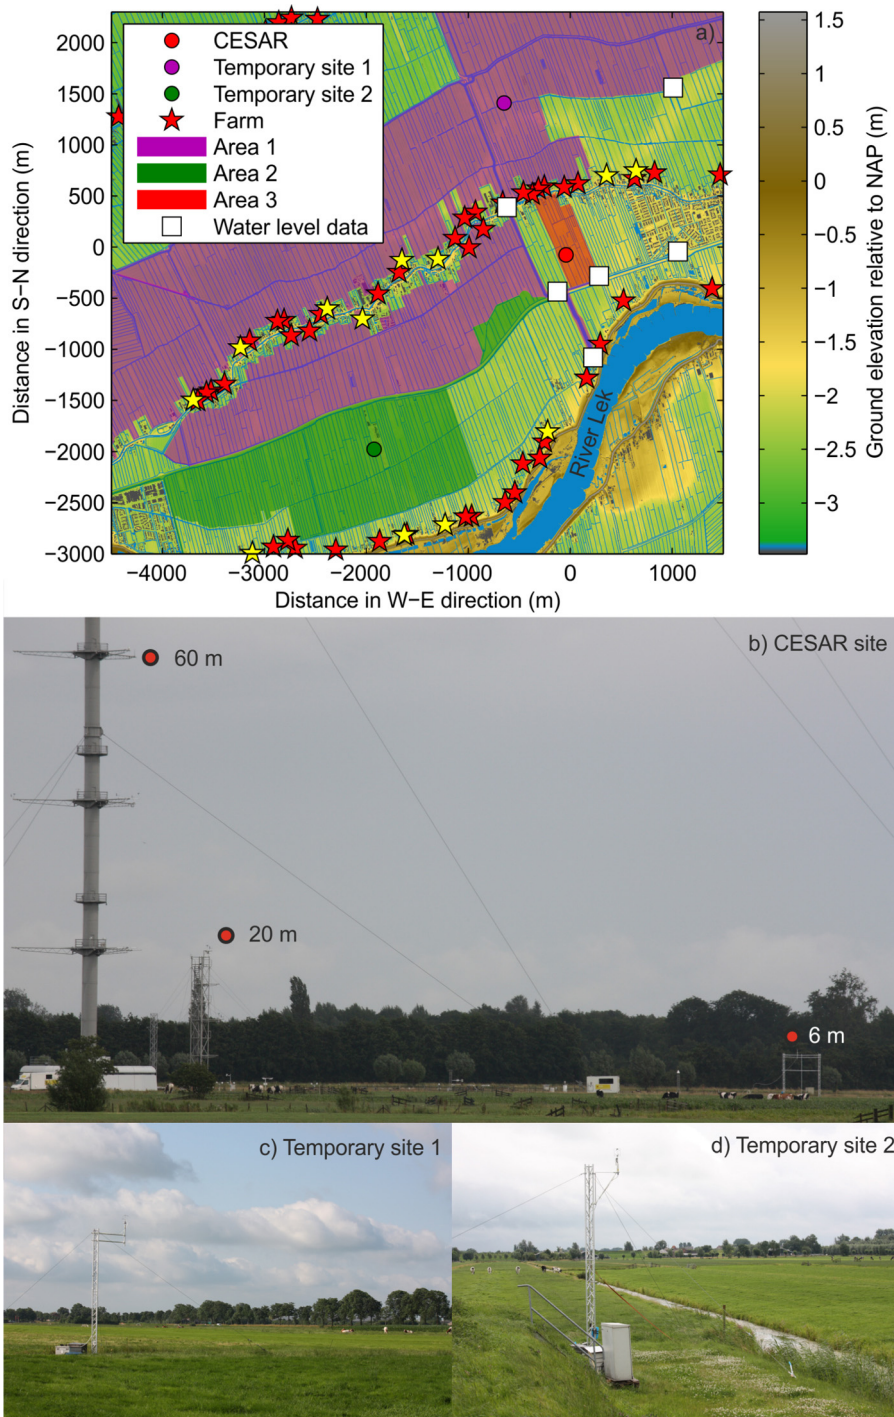 a)
CESAR
Temporary site 1
Temporary site 2
Farm
Area 1
Area 2
Area 3
Water level data
2300
1500
1000
500
0
−500
−1000
−1500
−2000
−2500
−3000
Distance in S−N direction (m)
−4000
−3000
−2000
−1000
0
1000
Distance in W−E direction (m)
River Lek
1.5
1
0.5
0
−0.5
−1
−1.5
−2
−2.5
−3
Ground elevation relative to NAP (m)
b) CESAR site
60 m
20 m
6 m
c) Temporary site 1
d) Temporary site 2